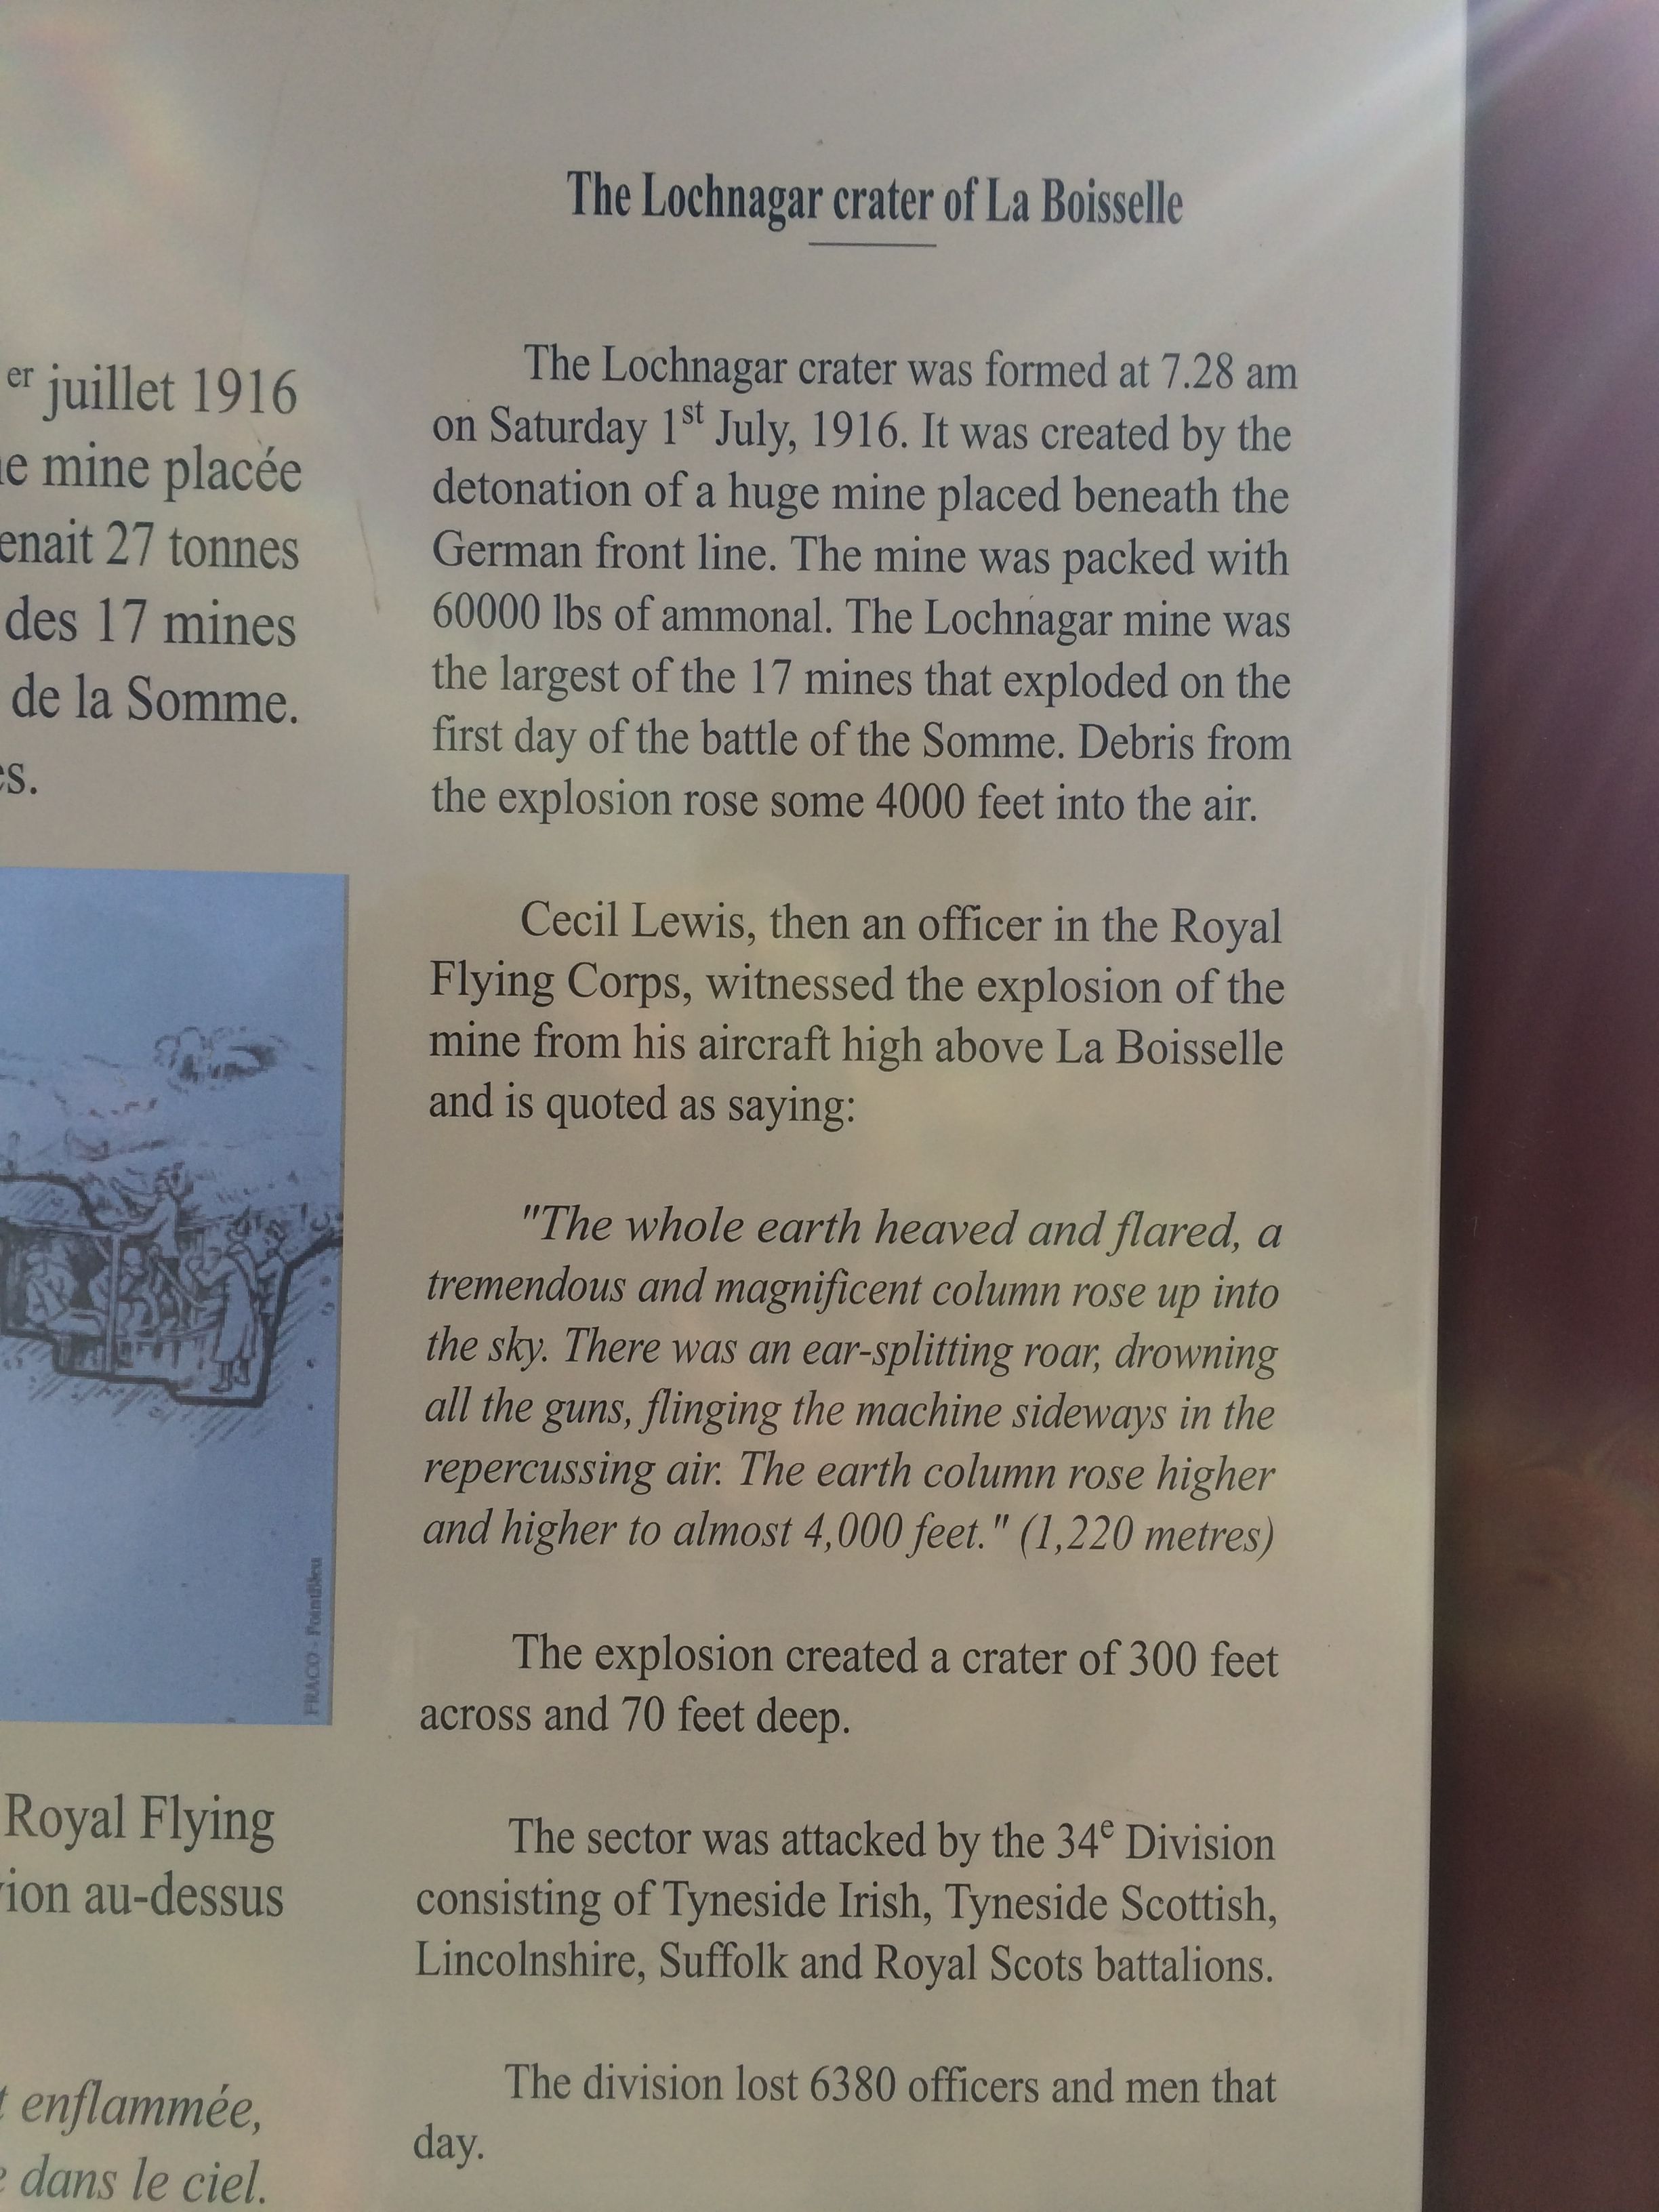 er juillet 1916
mine placée
27 tonnes
des 17 mines
de la Somme.
FRACO - PointBleu
Royal Flying
au-dessus
enflammée,
dans le ciel.
The Lochnagar crater of La Boisselle
The Lochnagar crater was formed at 7.28 am
on Saturday 1st July, 1916. It was created by the
detonation of a huge mine placed beneath the
German front line. The mine was packed with
60000 lbs of ammonal. The Lochnagar mine was
the largest of the 17 mines that exploded on the
first day of the battle of the Somme. Debris from
the explosion rose some 4000 feet into the air.
Cecil Lewis, then an officer in the Royal
Flying Corps, witnessed the explosion of the
mine from his aircraft high above La Boisselle
and is quoted as saying:
"The whole earth heaved and flared, a
tremendous and magnificent column rose up into
the sky. There was an ear-splitting roar, drowning
all the guns, flinging the machine sideways in the
repercussing air. The earth column rose higher
and higher to almost 4,000 feet." (1,220 metres)
The explosion created a crater of 300 feet
across and 70 feet deep.
The sector was attacked by the 34e Division
consisting of Tyneside Irish, Tyneside Scottish,
Lincolnshire, Suffolk and Royal Scots battalions.
The division lost 6380 officers and men that
day.